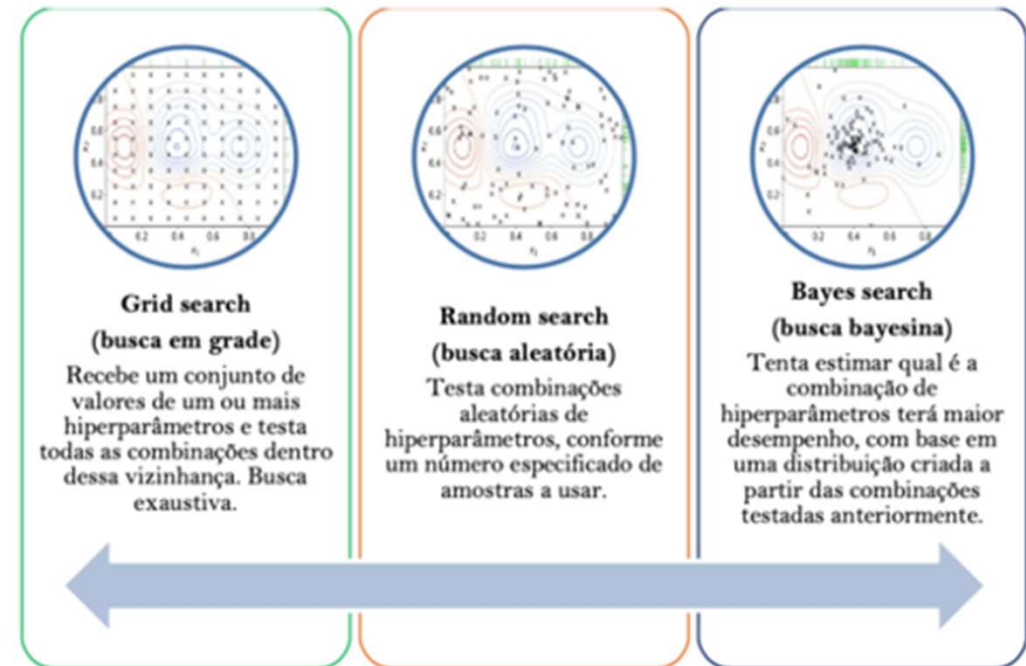 Grid search
(busca em grade)
Recebe um conjunto de
valores de um ou mais
hiperparâmetros e testa
todas as combinações dentro
dessa vizinhança. Busca
exaustiva.
Random search
(busca aleatória)
Testa combinações
aleatórias de
hiperparâmetros, conforme
um número especificado de
amostras a usar.
Bayes search
(busca bayesina)
Tenta estimar qual é a
combinação de
hiperparâmetros terá maior
desempenho, com base em
uma distribuição criada a
partir das combinações
testadas anteriormente.